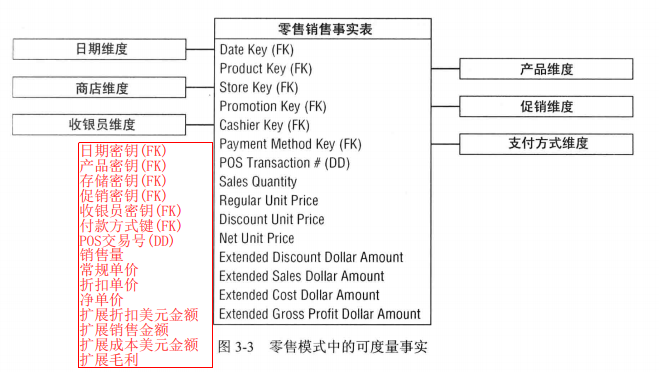 零售销售事实表
日期维度
Date Key (FK)
Product Key (FK)
产品维度
商店维度
Store Key (FK)
Promotion Key (FK)
促销维度
收银员维度
Cashier Key (FK)
Payment Method Key (FK)
支付方式维度
POS Transaction # (DD)
Sales Quantity
Regular Unit Price
Discount Unit Price
Net Unit Price
Extended Discount Dollar Amount
Extended Sales Dollar Amount
Extended Cost Dollar Amount
Extended Gross Profit Dollar Amount
日期密钥(FK)
产品密钥(FK)
存储密钥(FK)
促销密钥(FK)
收银员密钥(FK)
付款方式键(FK)
POS交易号(DD)
销售量
常规单价
折扣单价
净单价
扩展折扣美元金额
扩展销售金额
扩展成本美元金额
扩展毛利
图 3-3 零售模式中的可度量事实